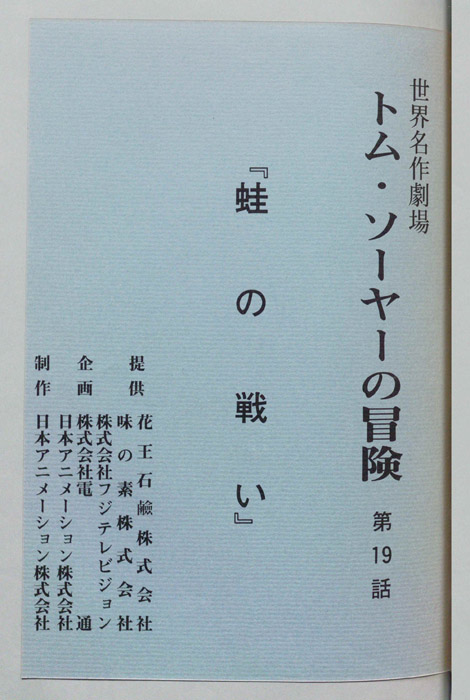 世界名作劇場
トム・ソーヤーの冒険 第19話
『蛙の戦い』
提供 花王石鹼株式会社
味の素株式会社
企画 株式会社フジテレビジョン
株式会社電通
日本アニメーション株式会社
制作 日本アニメーション株式会社